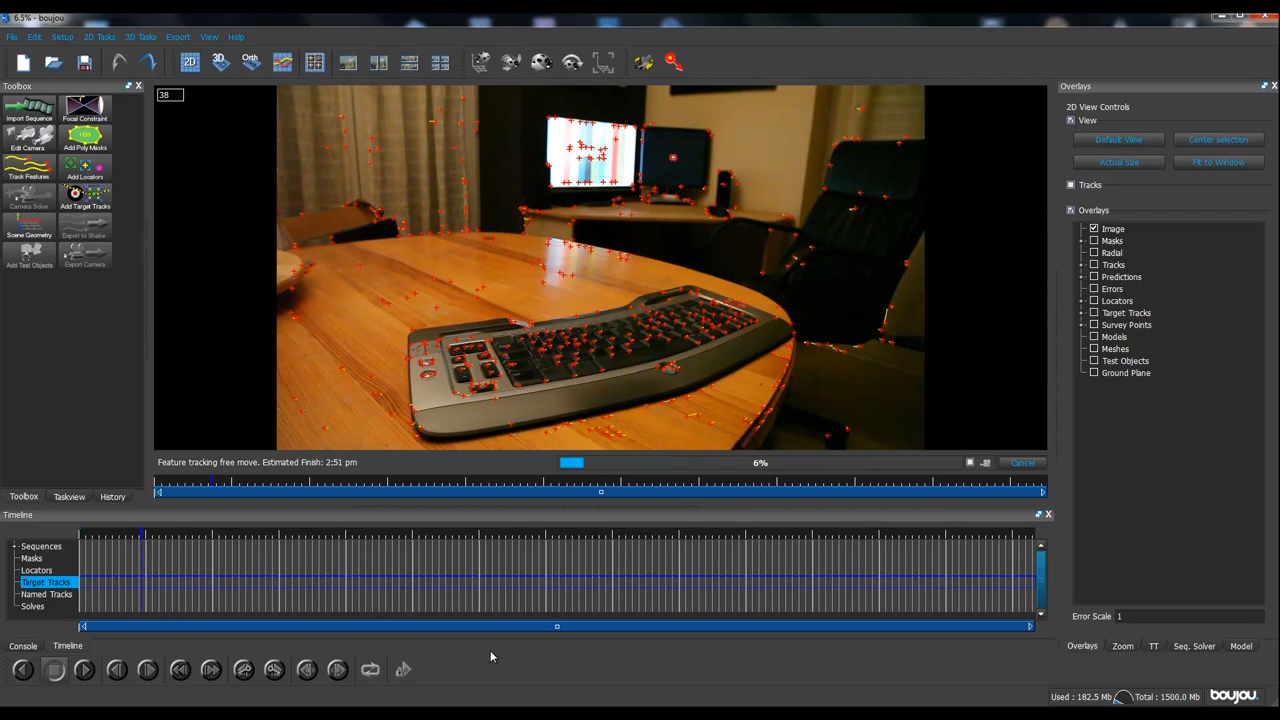 6.5% - boujou
File Edit Setup 2D Tasks 3D Tasks Export View Help
2D 3D Orth
Toolbox
Import Sequence Focal Constraint
Edit Camera Add Poly Masks
Track Features Add Locators
Camera Solve Add Target Tracks
Scene Geometry Export to Shake
Add Test Objects Export Camera
38
Feature tracking free move. Estimated Finish: 2:51 pm
6%
Cancel
Toolbox Taskview History
Timeline
Sequences
Masks
Locators
Target Tracks
Named Tracks
Solves
Console Timeline
Overlays
2D View Controls
View
Default View Center selection
Actual Size Fit to Window
Tracks
Overlays
Image
Masks
Radial
Tracks
Predictions
Errors
Locators
Target Tracks
Survey Points
Models
Meshes
Test Objects
Ground Plane
Error Scale 1
Overlays Zoom TT Seq. Solver Model
Used : 182.5 Mb Total : 1500.0 Mb boujou